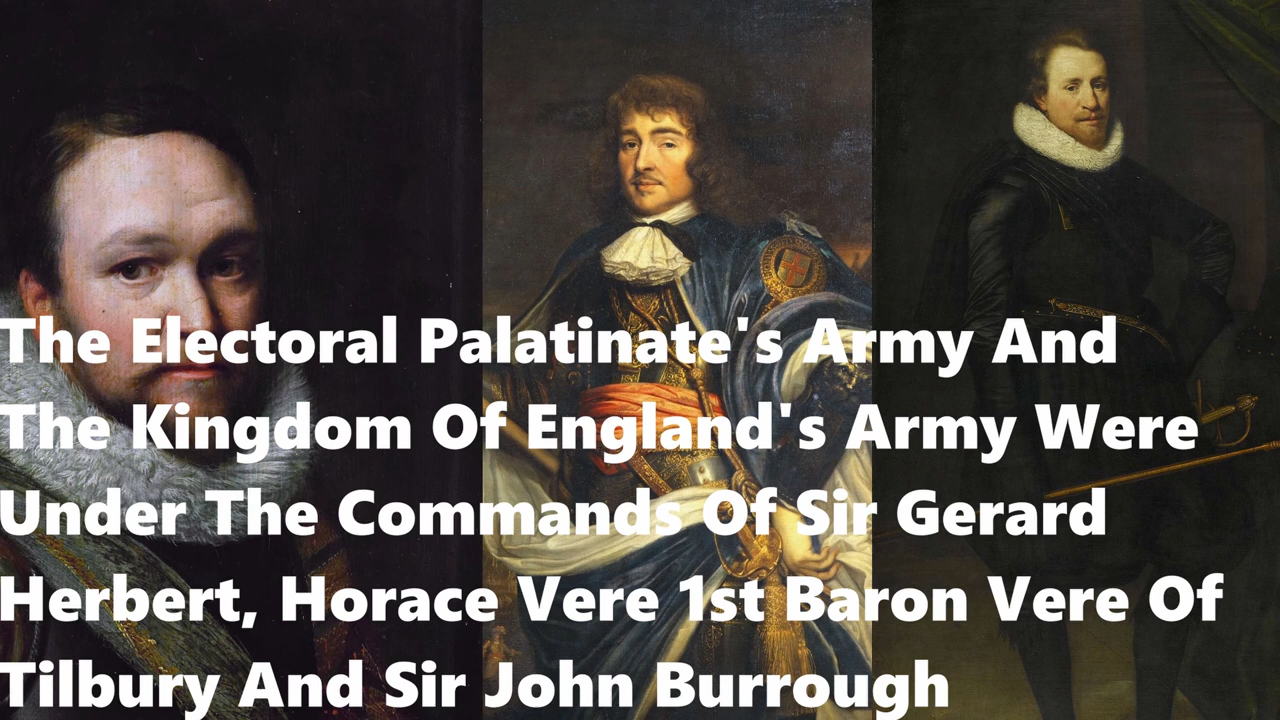 The Electoral Palatinate's Army And
The Kingdom Of England's Army Were
Under The Commands Of Sir Gerard
Herbert, Horace Vere 1st Baron Vere Of
Tilbury And Sir John Burrough